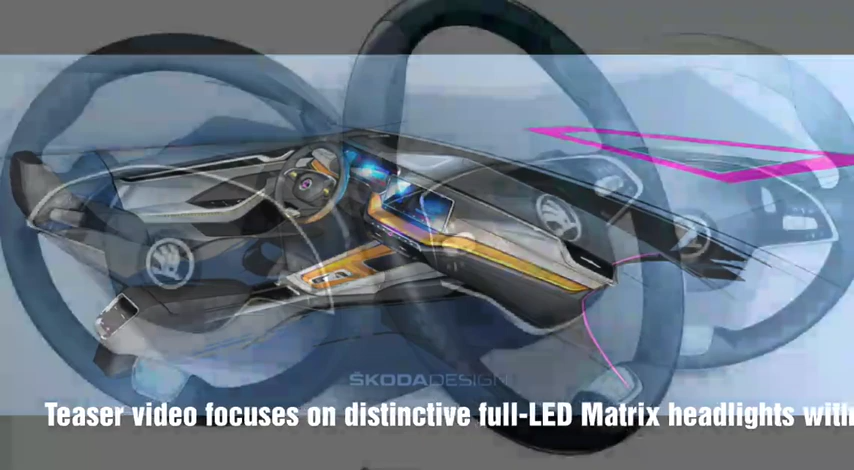 ŠKODADESIGN
Teaser video focuses on distinctive full-LED Matrix headlights with